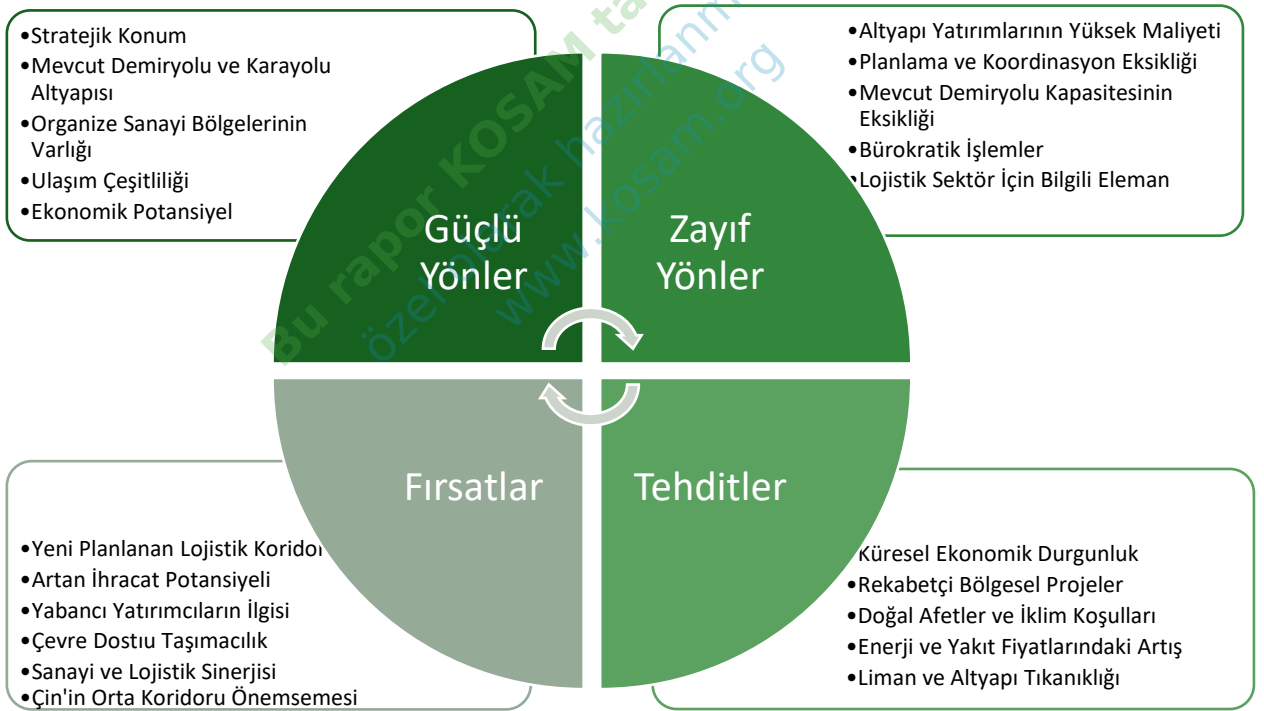 •Stratejik Konum
•Mevcut Demiryolu ve Karayolu
Altyapısı
•Organize Sanayi Bölgelerinin
Varlığı
•Ulaşım Çeşitliliği
•Ekonomik Potansiyel
•Altyapı Yatırımlarının Yüksek Maliyeti
•Planlama ve Koordinasyon Eksikliği
•Mevcut Demiryolu Kapasitesinin
Eksikliği
•Bürokratik İşlemler
•Lojistik Sektör İçin Bilgili Eleman
Güçlü
Yönler
Zayıf
Yönler
Fırsatlar
Tehditler
•Yeni Planlanan Lojistik Koridor
•Artan İhracat Potansiyeli
•Yabancı Yatırımcıların İlgisi
•Çevre Dostıu Taşımacılık
•Sanayi ve Lojistik Sinerjisi
•Çin'in Orta Koridoru Önemsemesi
Küresel Ekonomik Durgunluk
•Rekabetçi Bölgesel Projeler
•Doğal Afetler ve İklim Koşulları
•Enerji ve Yakıt Fiyatlarındaki Artış
•Liman ve Altyapı Tıkanıklığı
Bu rapor KOSAM
özel olarak
www.kosam.org